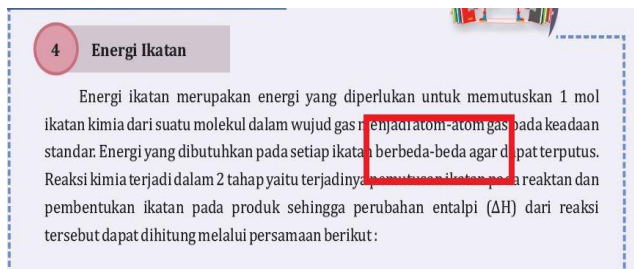 4 Energi Ikatan
Energi ikatan merupakan energi yang diperlukan untuk memutuskan 1 mol
ikatan kimia dari suatu molekul dalam wujud gas menjadi atom-atom gas pada keadaan
standar. Energi yang dibutuhkan pada setiap ikatan berbeda-beda agar dapat terputus.
Reaksi kimia terjadi dalam 2 tahap yaitu terjadinya pemutusan ikatan pada reaktan dan
pembentukan ikatan pada produk sehingga perubahan entalpi (ΔH) dari reaksi
tersebut dapat dihitung melalui persamaan berikut :